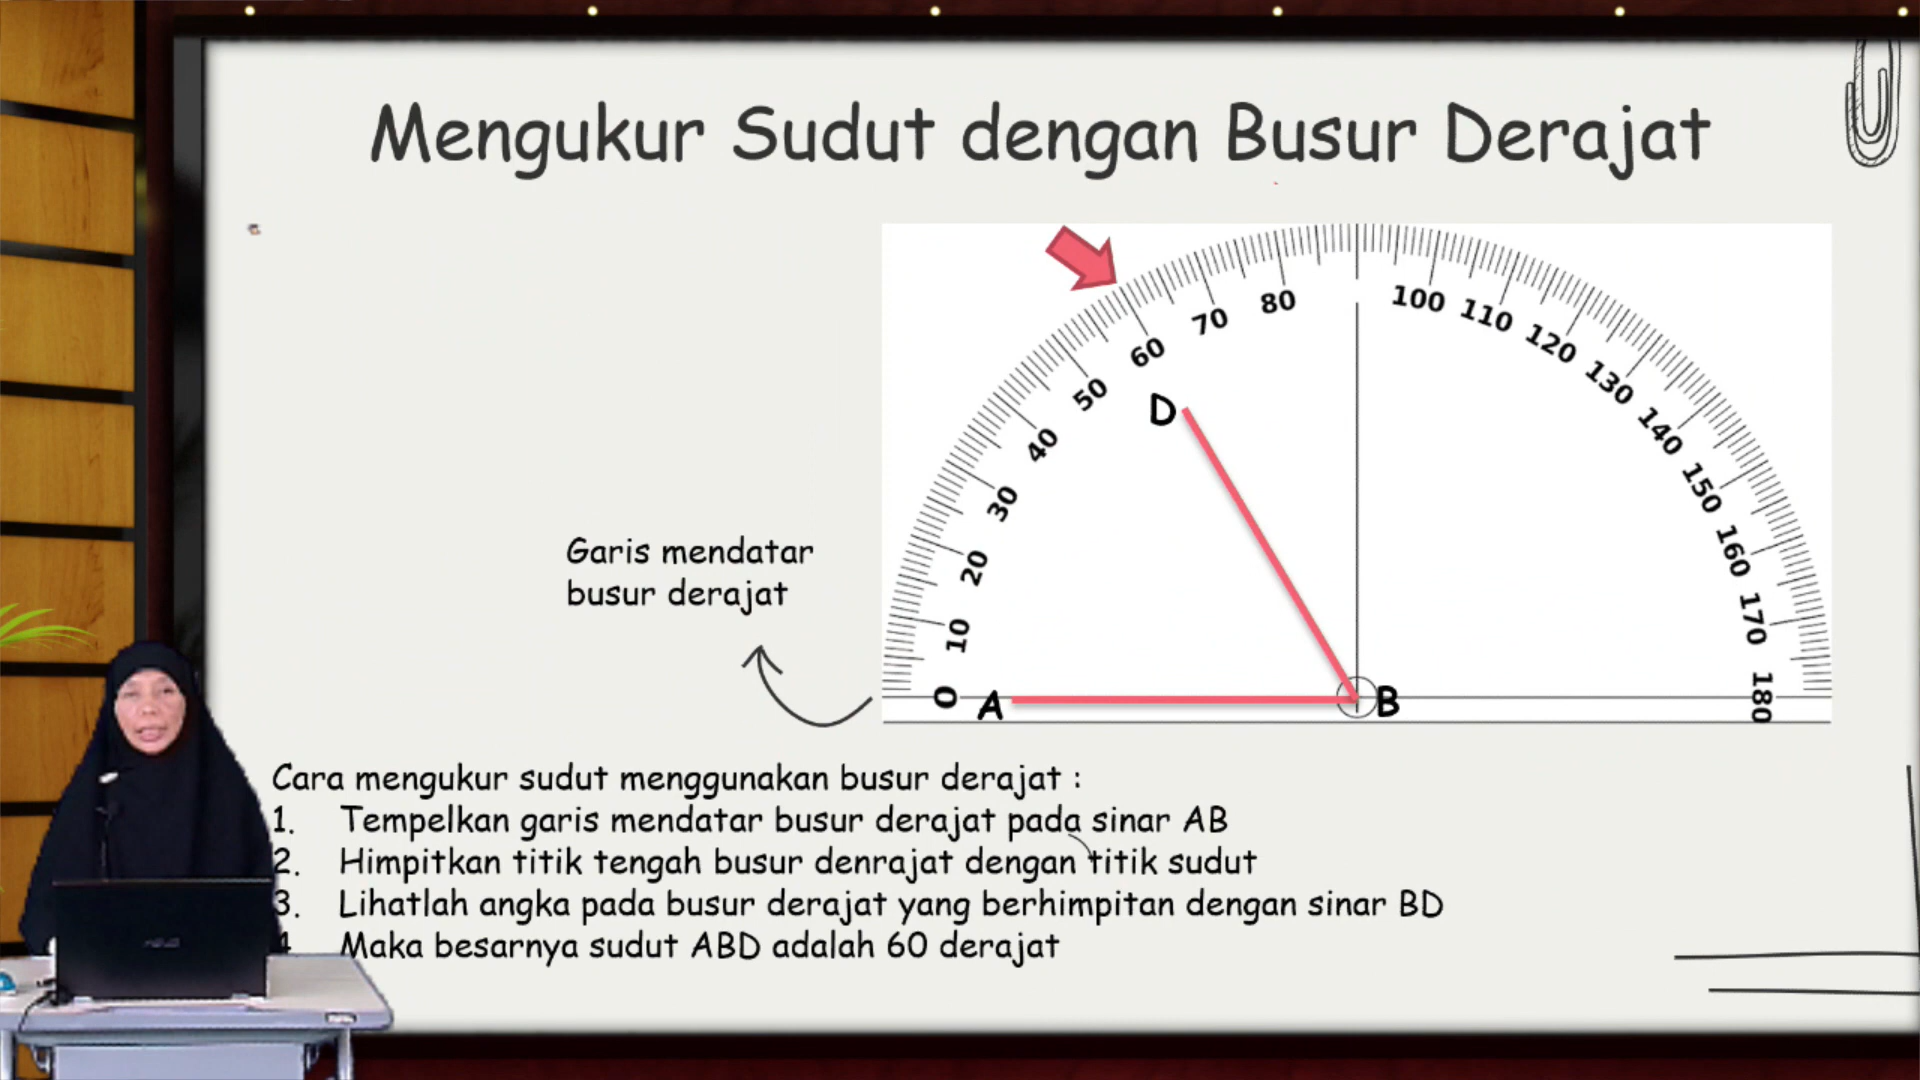 Mengukur Sudut dengan Busur Derajat
80
100
70
110
60
120
50
130
D
40
140
30
150
Garis mendatar
busur derajat
20
160
10
170
0
A
B
180
Cara mengukur sudut menggunakan busur derajat :
1. Tempelkan garis mendatar busur derajat pada sinar AB
2. Himpitkan titik tengah busur denrajat dengan titik sudut
3. Lihatlah angka pada busur derajat yang berhimpitan dengan sinar BD
4 Maka besarnya sudut ABD adalah 60 derajat